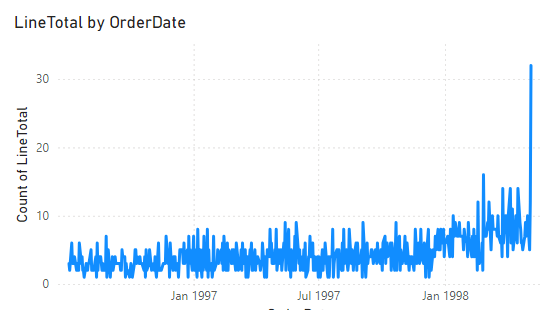 LineTotal by OrderDate
Count of LineTotal
30
20
10
0
Jan 1997
Jul 1997
Jan 1998